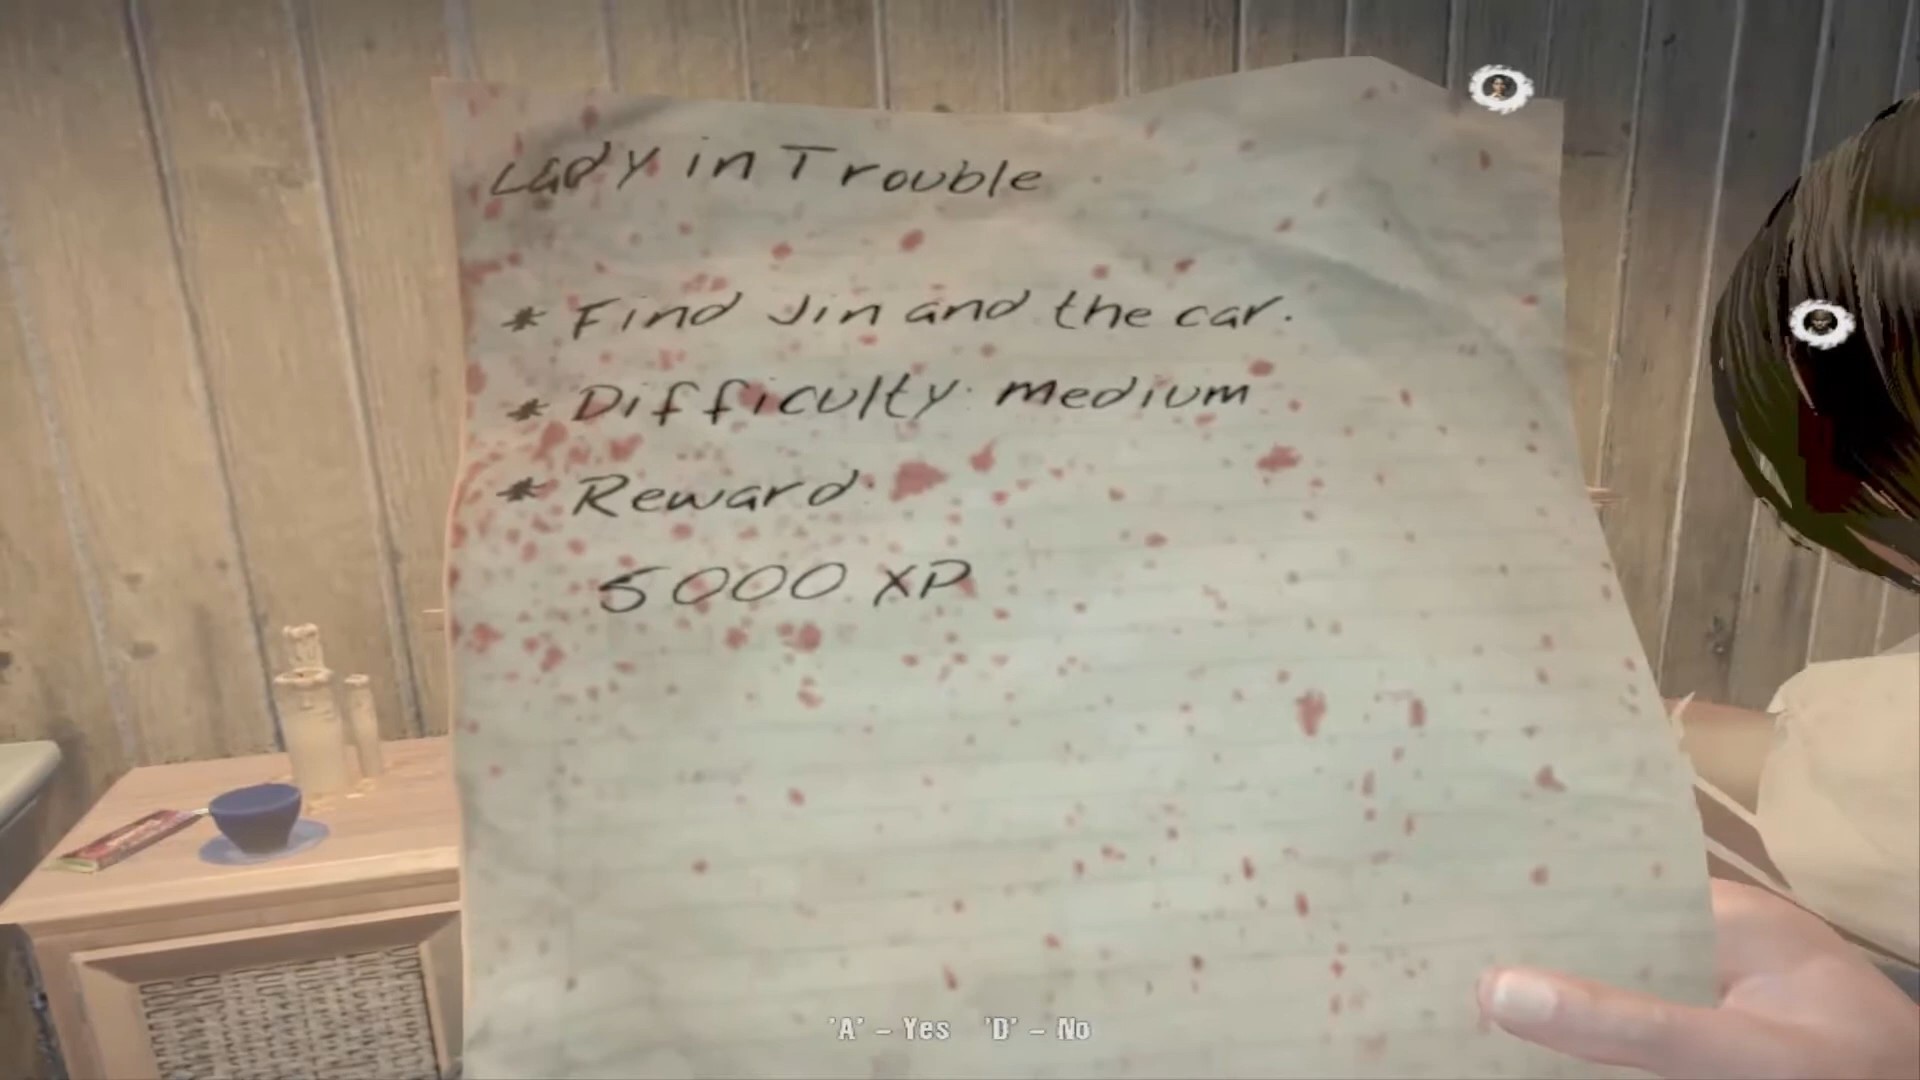 Lady in Trouble
* Find Jin and the car.
* Difficulty: medium
* Reward:
5000 XP
'A' - Yes 'D' - No